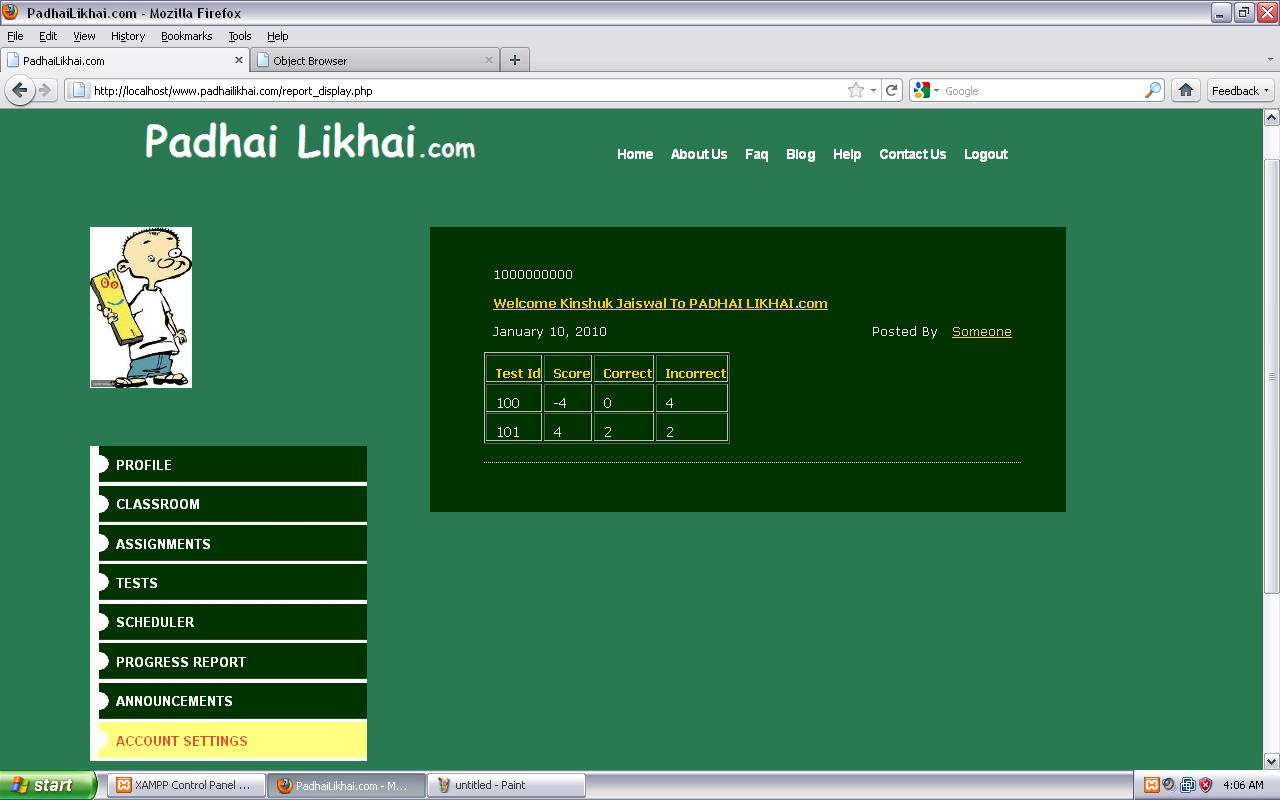 PadhaiLikhai.com - Mozilla Firefox
File Edit View History Bookmarks Tools Help
PadhaiLikhai.com Object Browser
http://localhost/www.padhailikhai.com/report_display.php Google Feedback
Padhai Likhai.com
Home About Us Faq Blog Help Contact Us Logout
1000000000
Welcome Kinshuk Jaiswal To PADHAI LIKHAI.com
January 10, 2010 Posted By Someone
Test Id Score Correct Incorrect
100 -4 0 4
101 4 2 2
PROFILE
CLASSROOM
ASSIGNMENTS
TESTS
SCHEDULER
PROGRESS REPORT
ANNOUNCEMENTS
ACCOUNT SETTINGS
start XAMPP Control Panel ... PadhaiLikhai.com - M... untitled - Paint 4:06 AM